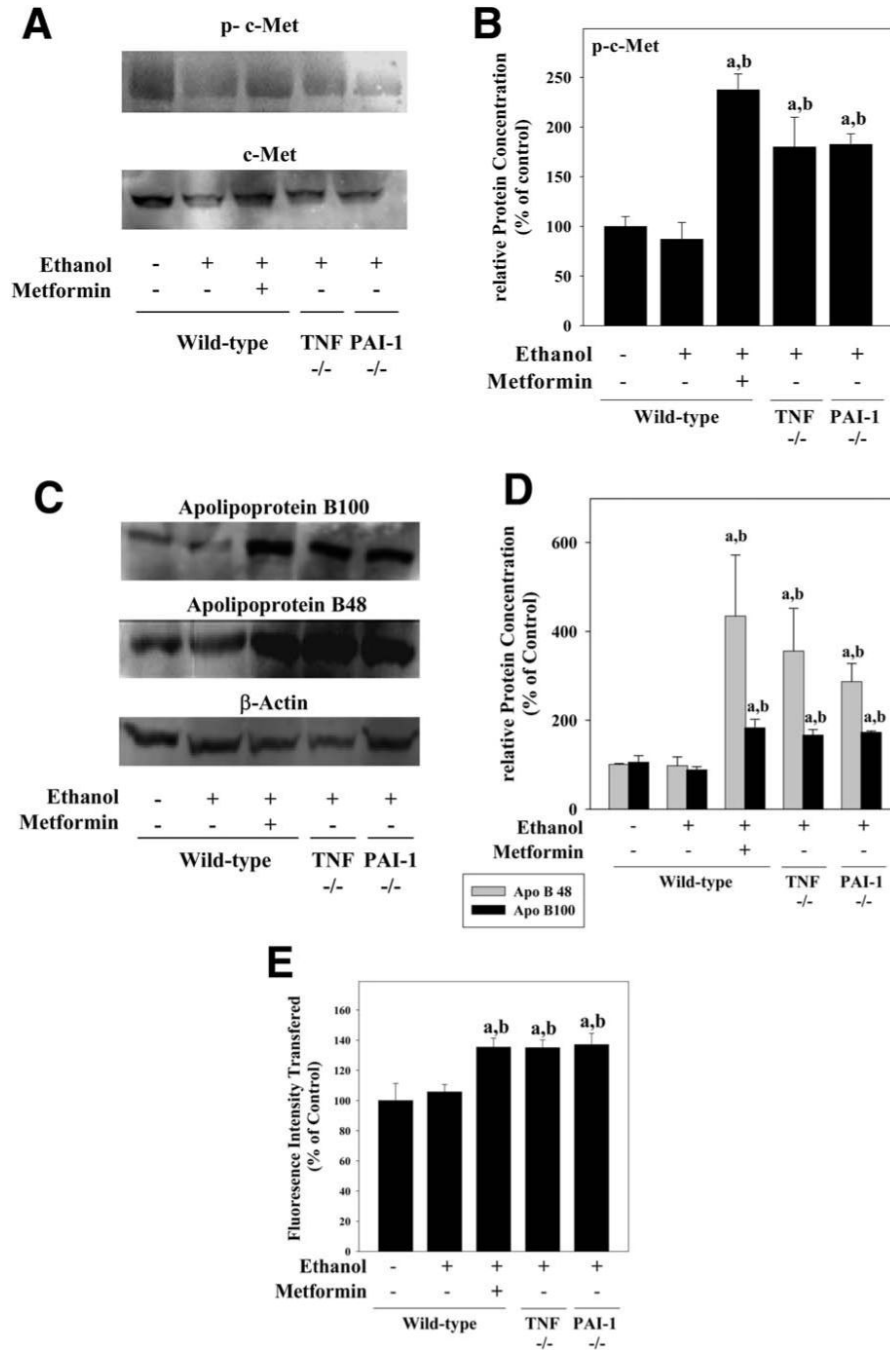 A
p- c-Met
c-Met
Ethanol - + + + +
Metformin - - + - -
Wild-type TNF PAI-1
-/- -/-
B
p-c-Met
relative Protein Concentration
(% of control)
250
200
150
100
50
0
a,b a,b a,b
Ethanol - + + + +
Metformin - - + - -
Wild-type TNF PAI-1
-/- -/-
C
Apolipoprotein B100
Apolipoprotein B48
β-Actin
Ethanol - + + + +
Metformin - - + - -
Wild-type TNF PAI-1
-/- -/-
D
relative Protein Concentration
(% of Control)
600
400
200
0
a,b a,b a,b
a,b a,b a,b
Ethanol - + + + +
Metformin - - + - -
Wild-type TNF PAI-1
-/- -/-
Apo B 48
Apo B100
E
Fluoresence Intensity Transfered
(% of Control)
160
140
120
100
80
60
40
20
0
a,b a,b a,b
Ethanol - + + + +
Metformin - - + - -
Wild-type TNF PAI-1
-/- -/-